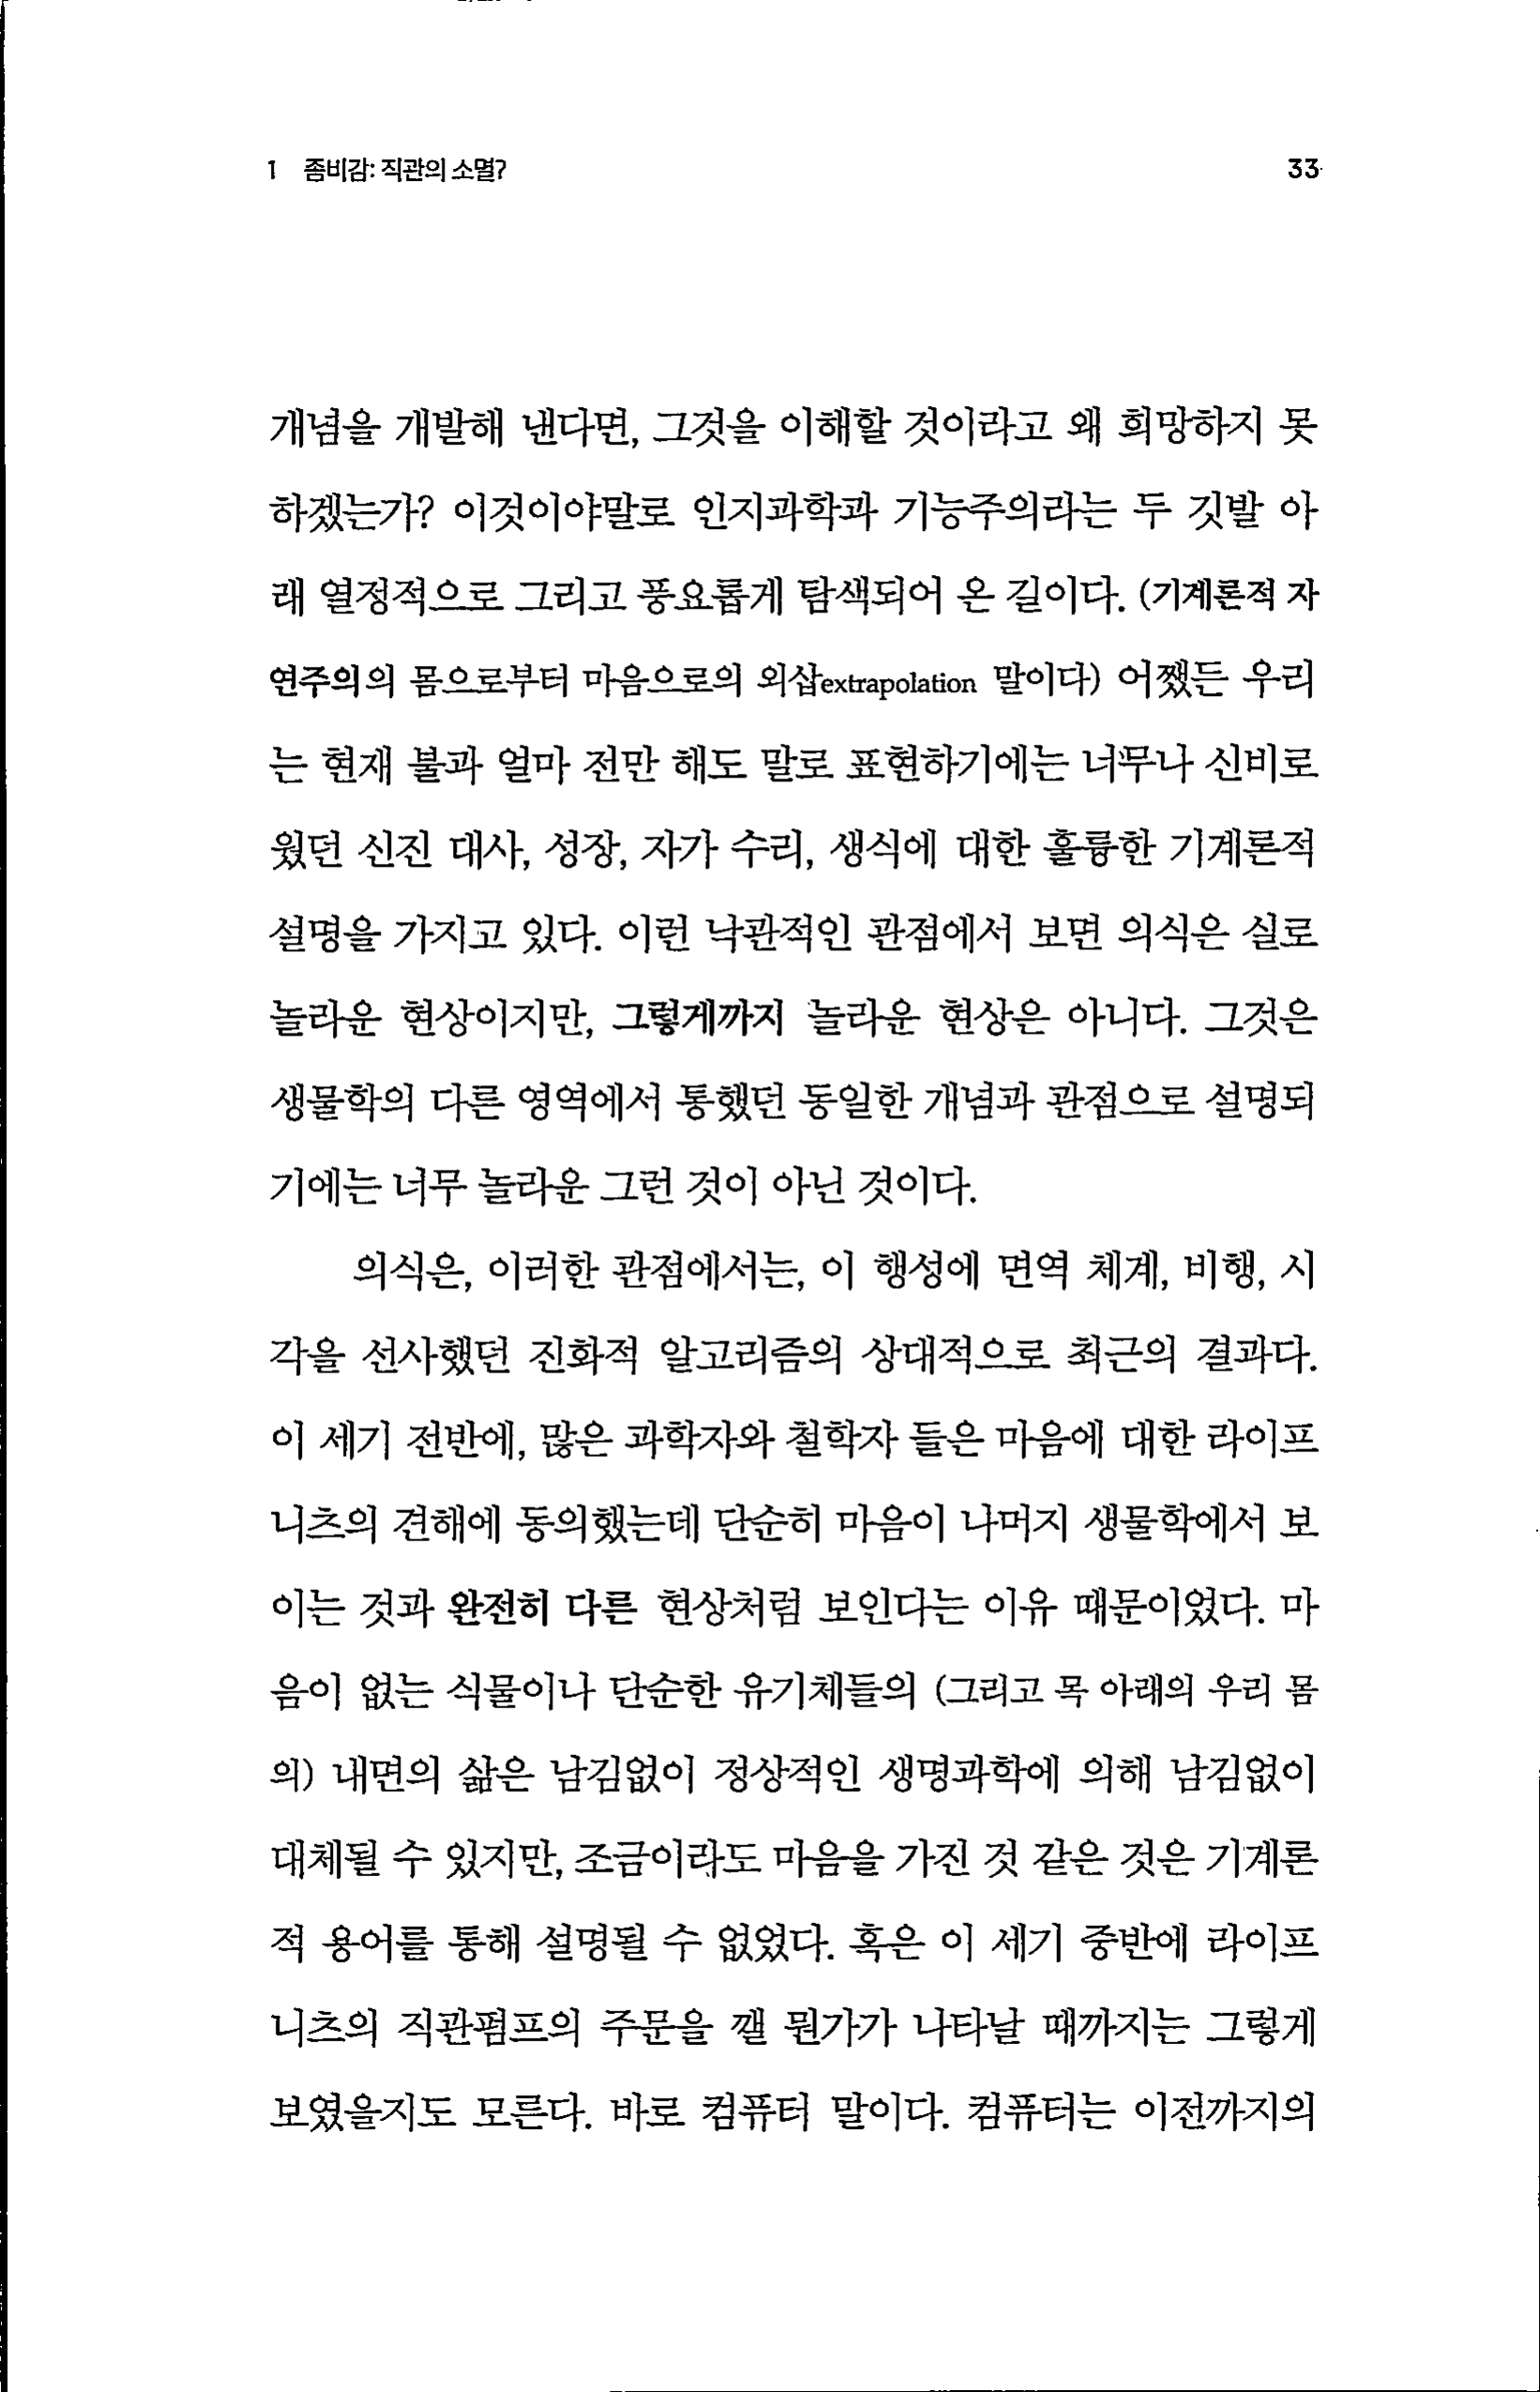 1 좀비감: 직관의 소멸?
33
개념을 개발해 낸다면, 그것을 이해할 것이라고 왜 희망하지 못
하겠는가? 이것이야말로 인지과학과 기능주의라는 두 깃발 아
래 열정적으로 그리고 풍요롭게 탐색되어 온 길이다. (기계론적 자
연주의의 몸으로부터 마음으로의 외삽extrapolation 말이다) 어쨌든 우리
는 현재 불과 얼마 전만 해도 말로 표현하기에는 너무나 신비로
웠던 신진 대사, 성장, 자가 수리, 생식에 대한 훌륭한 기계론적
설명을 가지고 있다. 이런 낙관적인 관점에서 보면 의식은 실로
놀라운 현상이지만, 그렇게까지 놀라운 현상은 아니다. 그것은
생물학의 다른 영역에서 통했던 동일한 개념과 관점으로 설명되
기에는 너무 놀라운 그런 것이 아닌 것이다.
의식은, 이러한 관점에서는, 이 행성에 면역 체계, 비행, 시
각을 선사했던 진화적 알고리즘의 상대적으로 최근의 결과다.
이 세기 전반에, 많은 과학자와 철학자 들은 마음에 대한 라이프
니츠의 견해에 동의했는데 단순히 마음이 나머지 생물학에서 보
이는 것과 완전히 다른 현상처럼 보인다는 이유 때문이었다. 마
음이 없는 식물이나 단순한 유기체들의 (그리고 목 아래의 우리 몸
의) 내면의 삶은 남김없이 정상적인 생명과학에 의해 남김없이
대체될 수 있지만, 조금이라도 마음을 가진 것 같은 것은 기계론
적 용어를 통해 설명될 수 없었다. 혹은 이 세기 중반에 라이프
니츠의 직관펌프의 주문을 깰 뭔가가 나타날 때까지는 그렇게
보였을지도 모른다. 바로 컴퓨터 말이다. 컴퓨터는 이전까지의